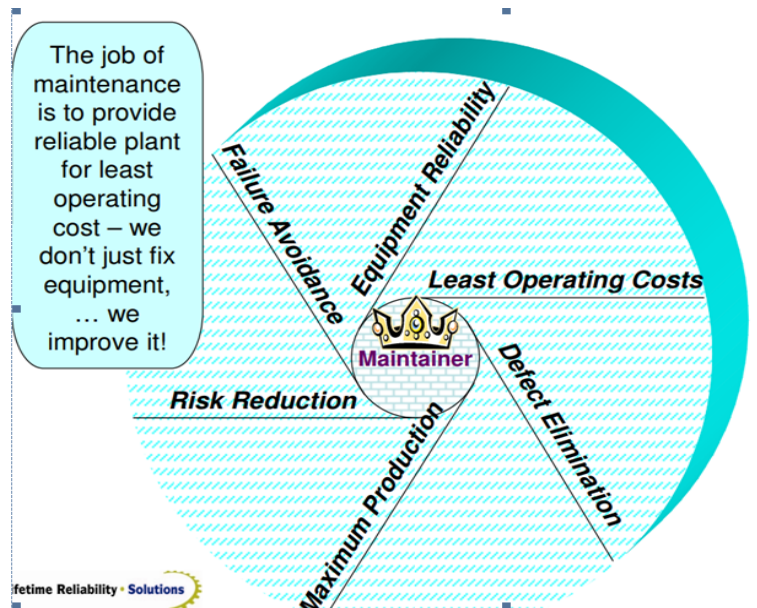 The job of
maintenance
is to provide
reliable plant
for least
operating
cost – we
don't just fix
equipment,
... we
improve it!
Failure Avoidance
Equipment Reliability
Least Operating Costs
Maintainer
Defect Elimination
Risk Reduction
Maximum Production
fetime Reliability Solutions